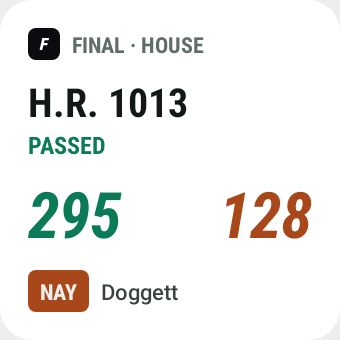 F FINAL · HOUSE
H.R. 1013
PASSED
295 128
NAY Doggett